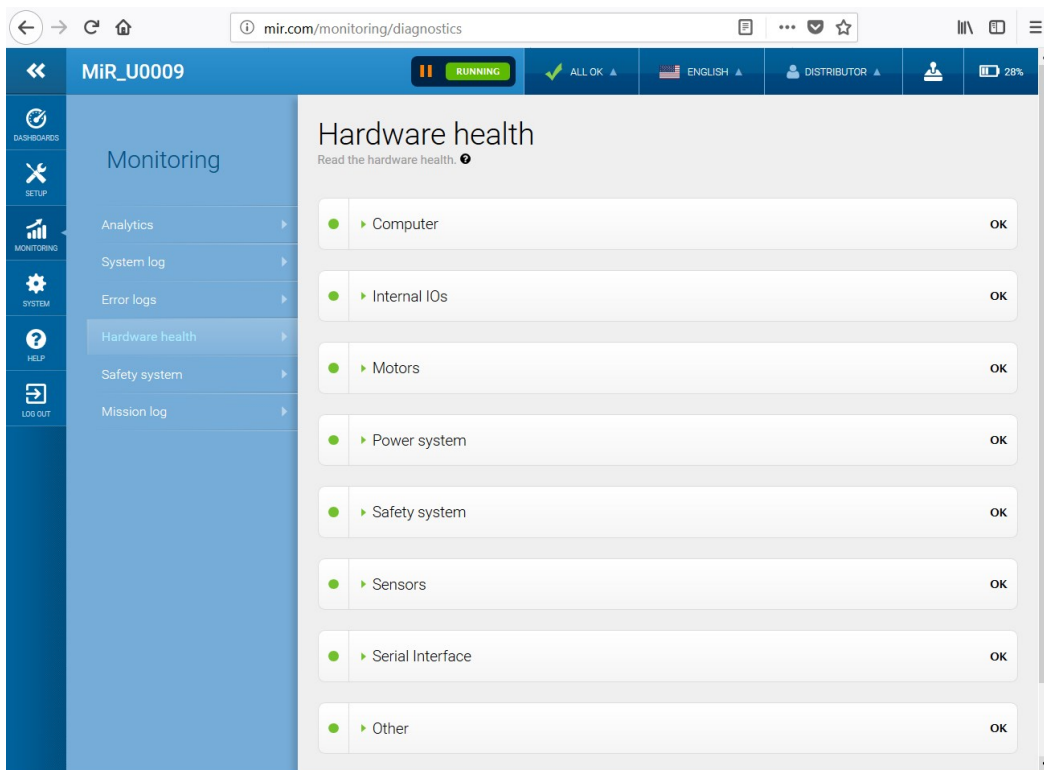 mir.com/monitoring/diagnostics
MiR_U0009
RUNNING
ALL OK
ENGLISH
DISTRIBUTOR
28%
DASHBOARDS
SETUP
MONITORING
SYSTEM
HELP
LOG OUT
Monitoring
Analytics
System log
Error logs
Hardware health
Safety system
Mission log
Hardware health
Read the hardware health. ?
Computer OK
Internal IOs OK
Motors OK
Power system OK
Safety system OK
Sensors OK
Serial Interface OK
Other OK